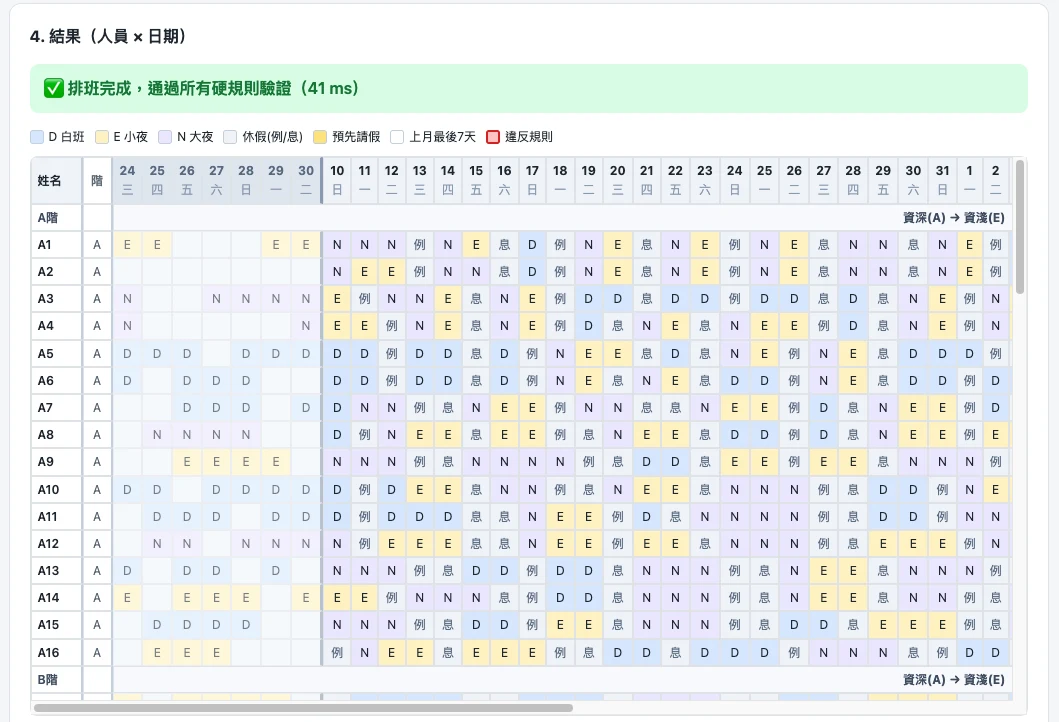 4. 結果（人員 × 日期）
✅ 排班完成，通過所有硬規則驗證（41 ms）
D 白班 E 小夜 N 大夜 休假(例/息) 預先請假 上月最後7天 違反規則
姓名 階 24 25 26 27 28 29 30 10 11 12 13 14 15 16 17 18 19 20 21 22 23 24 25 26 27 28 29 30 31 1 2
三 四 五 六 日 一 二 日 一 二 三 四 五 六 日 一 二 三 四 五 六 日 一 二 三 四 五 六 日 一 二
A階 資深(A) → 資淺(E)
A1 A E E E E N N N 例 N E 息 D 例 N E 息 N E 例 N E 息 N N 息 N E 例
A2 A N E E 例 N N 息 D 例 N E 息 N E 例 N E 息 N N 息 N E 例
A3 A N N N N N E 例 N N E 息 N E 例 D D 息 D D 例 D D 息 D 息 N E 例 N
A4 A N N E E 例 N E 息 N E 例 D 息 N E 息 N E E 例 D 息 N E 例 N
A5 A D D D D D D D D 例 D D 息 D 例 N E E 息 D 息 N E 例 N E 息 D D D 例
A6 A D D D D D D 例 D D 息 D 例 N E 息 N E 息 D D 例 N E 息 D D 例 D
A7 A D D D D D N N 例 息 N E E 例 N N 息 息 N E E 例 D 息 N E E 例 D
A8 A N N N N D 例 N E E 息 E E 例 息 N E E 息 D D 例 D 息 N E E 例 E
A9 A E E E E N N N 例 息 N N N N 例 息 D D 息 E E 例 E E 息 N N N 例
A10 A D D D D D D D 例 D E E 息 N N 例 息 N E E 息 N N N 例 息 D D 例 N E
A11 A D D D D D D 例 D D D 息 息 N E E 例 D 息 N N N N 例 息 D D 例 N N
A12 A N N N N N N 例 E E E 息 息 N E E 例 E E 息 N N N 例 息 E E E 例 N
A13 A D D D D N N N 例 息 D D 例 D D 息 N N N 例 息 N E E 息 N N N 例
A14 A E E E E E E E 例 N N N 息 例 D D 息 N N N 例 息 N E E 息 N N 例 息
A15 A D D D D N N N 例 息 D D 例 E E 息 N N N 例 息 D D 息 E E E 例 息
A16 A E E E 例 N E E 息 E E E 例 息 D D 息 D D D 例 N N N 息 例 D D
B階 資深(A) → 資淺(E)